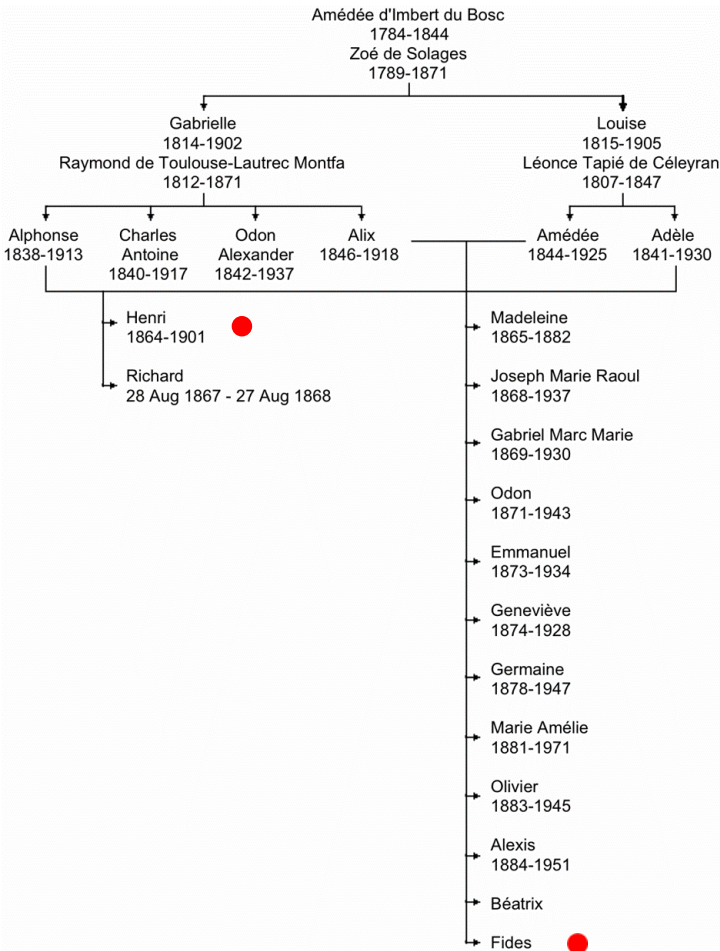 Amédée d'Imbert du Bosc
1784-1844
Zoé de Solages
1789-1871
Gabrielle
1814-1902
Raymond de Toulouse-Lautrec Montfa
1812-1871
Louise
1815-1905
Léonce Tapié de Céleyran
1807-1847
Alphonse
1838-1913
Charles
Antoine
1840-1917
Odon
Alexander
1842-1937
Alix
1846-1918
Amédée
1844-1925
Adèle
1841-1930
Henri
1864-1901
Richard
28 Aug 1867 - 27 Aug 1868
Madeleine
1865-1882
Joseph Marie Raoul
1868-1937
Gabriel Marc Marie
1869-1930
Odon
1871-1943
Emmanuel
1873-1934
Geneviève
1874-1928
Germaine
1878-1947
Marie Amélie
1881-1971
Olivier
1883-1945
Alexis
1884-1951
Béatrix
Fides